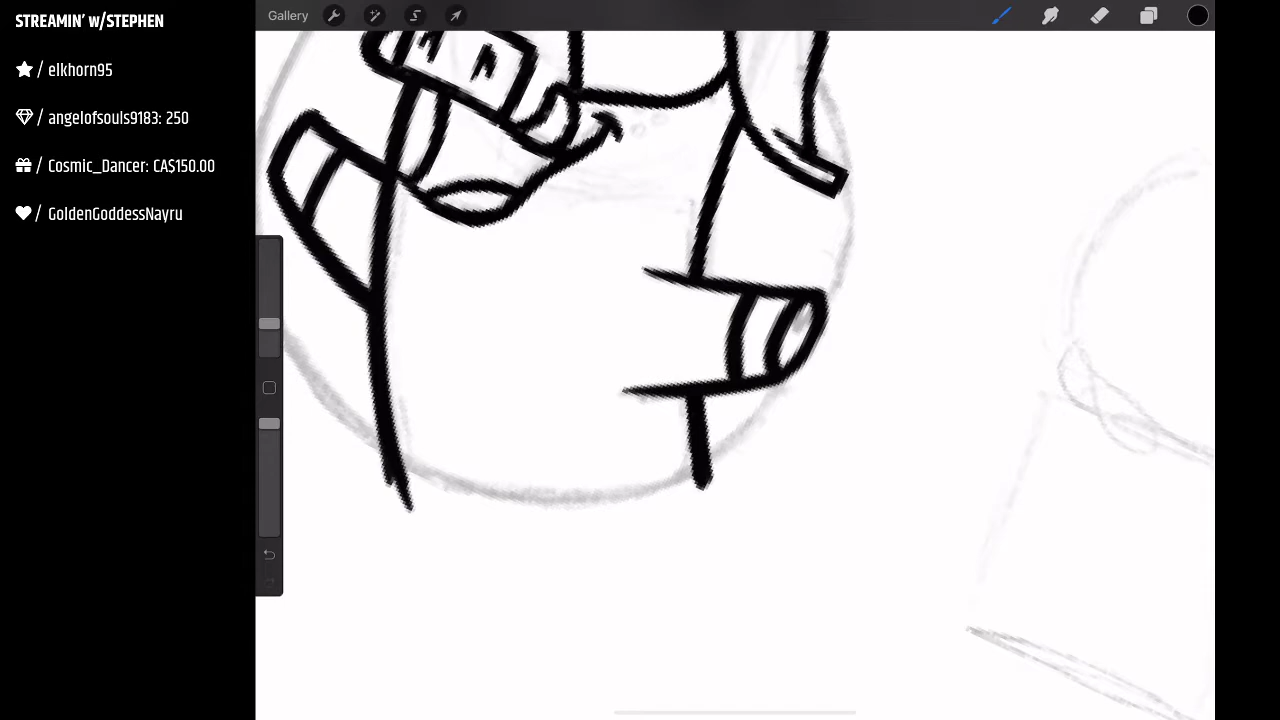 STREAMIN' w/STEPHEN
/ elkhorn95
/ angelofsouls9183: 250
/ Cosmic_Dancer: CA$150.00
/ GoldenGoddessNayru
Gallery